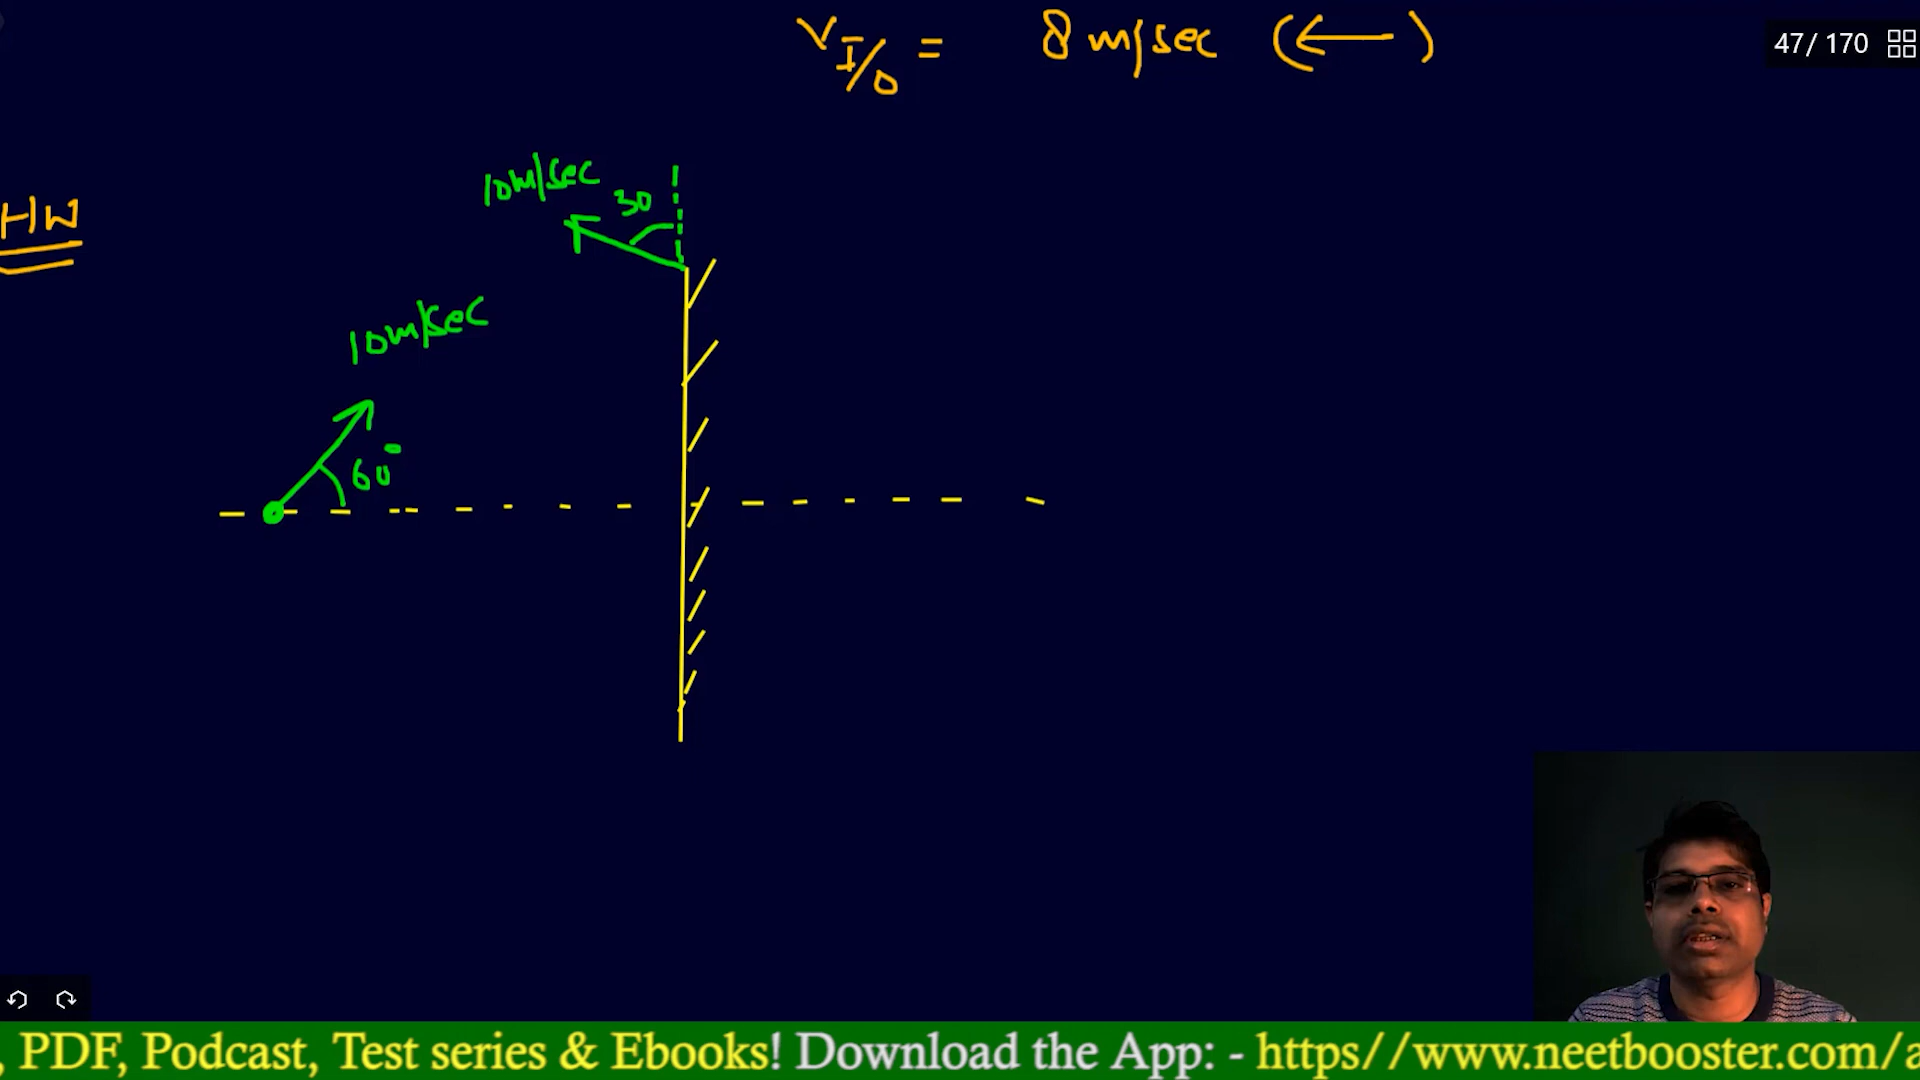 V I/O = 8 m/sec (←)
47/ 170
10m/sec 30
HW
10m/sec
60°
, PDF, Podcast, Test series & Ebooks! Download the App: - https//www.neetbooster.com/a